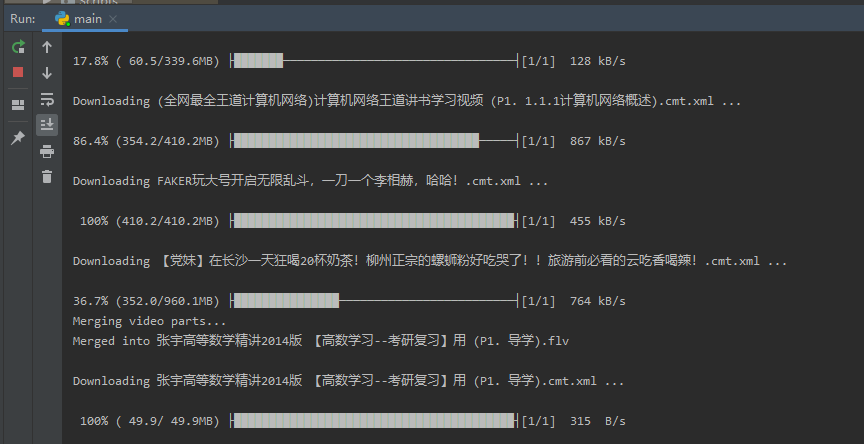 Scripts
Run: main ×
17.8% ( 60.5/339.6MB) ├███████──────────────────────────────────┤[1/1] 128 kB/s
Downloading (全网最全王道计算机网络)计算机网络王道讲书学习视频 (P1. 1.1.1计算机网络概述).cmt.xml ...
86.4% (354.2/410.2MB) ├███████████████████████████████████─────┤[1/1] 867 kB/s
Downloading FAKER玩大号开启无限乱斗，一刀一个李相赫，哈哈！.cmt.xml ...
100% (410.2/410.2MB) ├████████████████████████████████████████┤[1/1] 455 kB/s
Downloading 【党妹】在长沙一天狂喝20杯奶茶！柳州正宗的螺蛳粉好吃哭了！！旅游前必看的云吃香喝辣！.cmt.xml ...
36.7% (352.0/960.1MB) ├███████████████─────────────────────────┤[1/1] 764 kB/s
Merging video parts...
Merged into 张宇高等数学精讲2014版 【高数学习--考研复习】用 (P1. 导学).flv
Downloading 张宇高等数学精讲2014版 【高数学习--考研复习】用 (P1. 导学).cmt.xml ...
100% ( 49.9/ 49.9MB) ├████████████████████████████████████████┤[1/1] 315 B/s